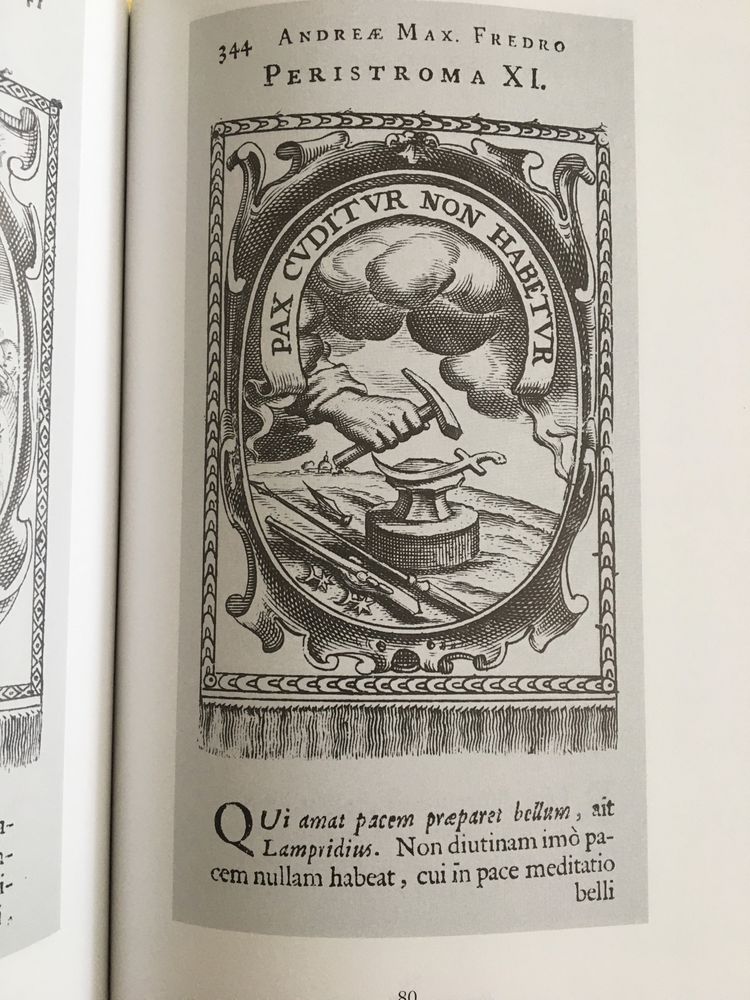 344 ANDREÆ MAX. FREDRO
PERISTROMA XI.
PAX CVDITVR NON HABETVR
QUi amat pacem præparet bellum, ait
Lampridius. Non diutinam imò pa-
cem nullam habeat, cui in pace meditatio
belli
80